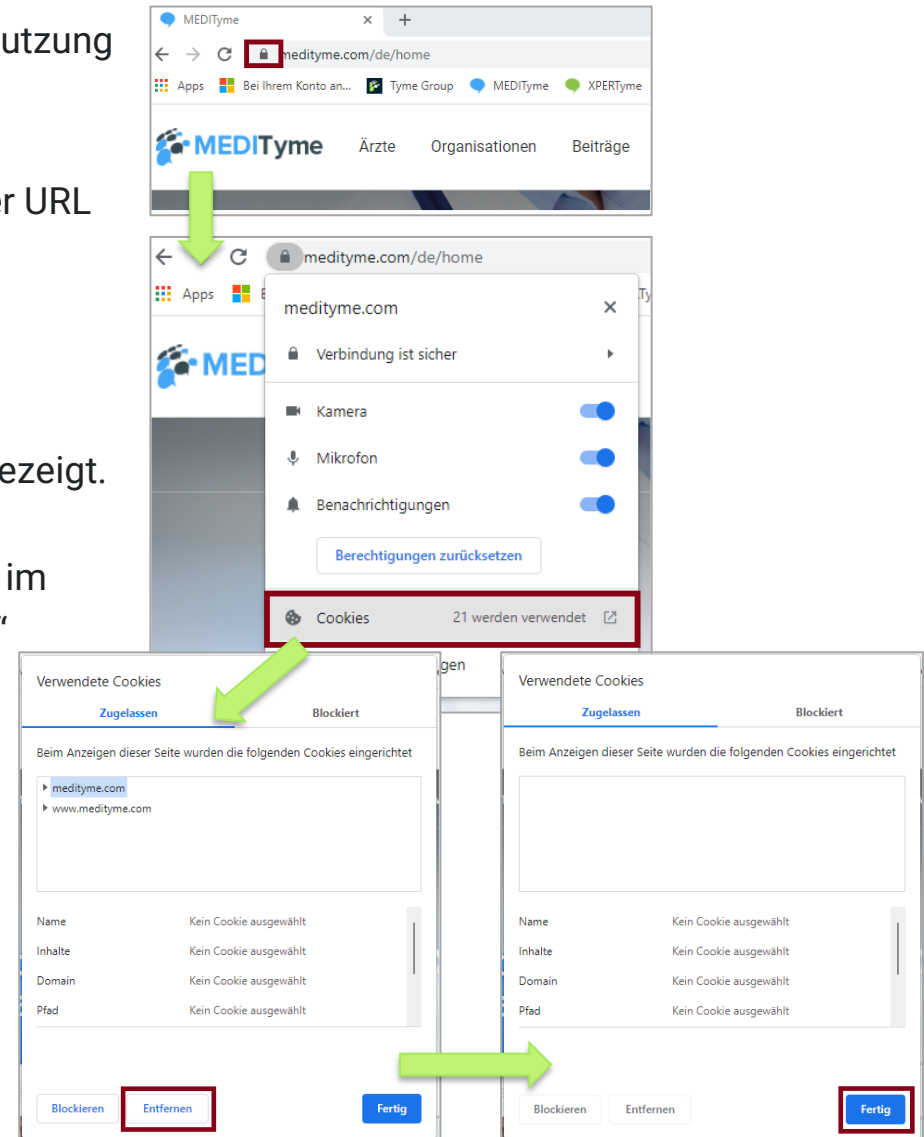 utzung
er URL
ezeigt.
im
“
MEDITyme × +
medityme.com/de/home
Apps Bei Ihrem Konto an... Tyme Group MEDITyme XPERTyme
MEDITyme Ärzte Organisationen Beiträge
medityme.com/de/home
Apps E Ty
MED
medityme.com ×
Verbindung ist sicher
Kamera
Mikrofon
Benachrichtigungen
Berechtigungen zurücksetzen
Cookies 21 werden verwendet
gen
Verwendete Cookies
Zugelassen Blockiert
Beim Anzeigen dieser Seite wurden die folgenden Cookies eingerichtet
medityme.com
www.medityme.com
Name Kein Cookie ausgewählt
Inhalte Kein Cookie ausgewählt
Domain Kein Cookie ausgewählt
Pfad Kein Cookie ausgewählt
Blockieren Entfernen Fertig
Verwendete Cookies
Zugelassen Blockiert
Beim Anzeigen dieser Seite wurden die folgenden Cookies eingerichtet
Name Kein Cookie ausgewählt
Inhalte Kein Cookie ausgewählt
Domain Kein Cookie ausgewählt
Pfad Kein Cookie ausgewählt
Blockieren Entfernen Fertig